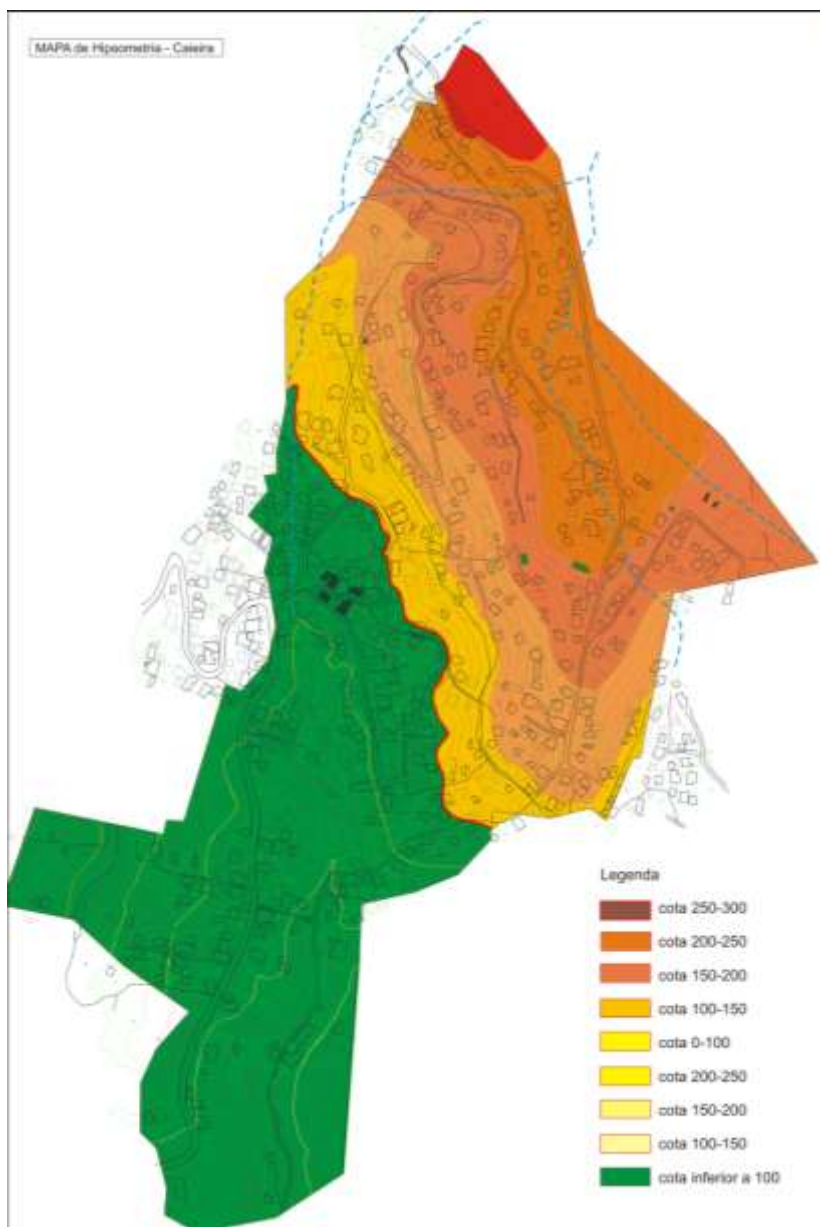 MAPA de Hipsometria - Caieira
Legenda
cota 250-300
cota 200-250
cota 150-200
cota 100-150
cota 0-100
cota 200-250
cota 150-200
cota 100-150
cota inferior a 100